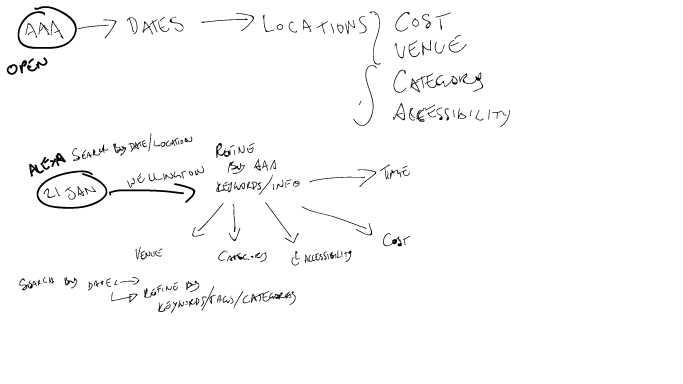 AAA DATES LOCATIONS COST
VENUE
OPEN
CATEGORY
ACCESSIBILITY
ALEXA SEARCH BY DATE/LOCATION
21 JAN WELLINGTON
REFINE
BY AAA
KEYWORDS/INFO
TIME
VENUE CATEGORY ACCESSIBILITY COST
SEARCH BY DATE
REFINE BY
KEYWORDS/TAGS/CATEGORIES